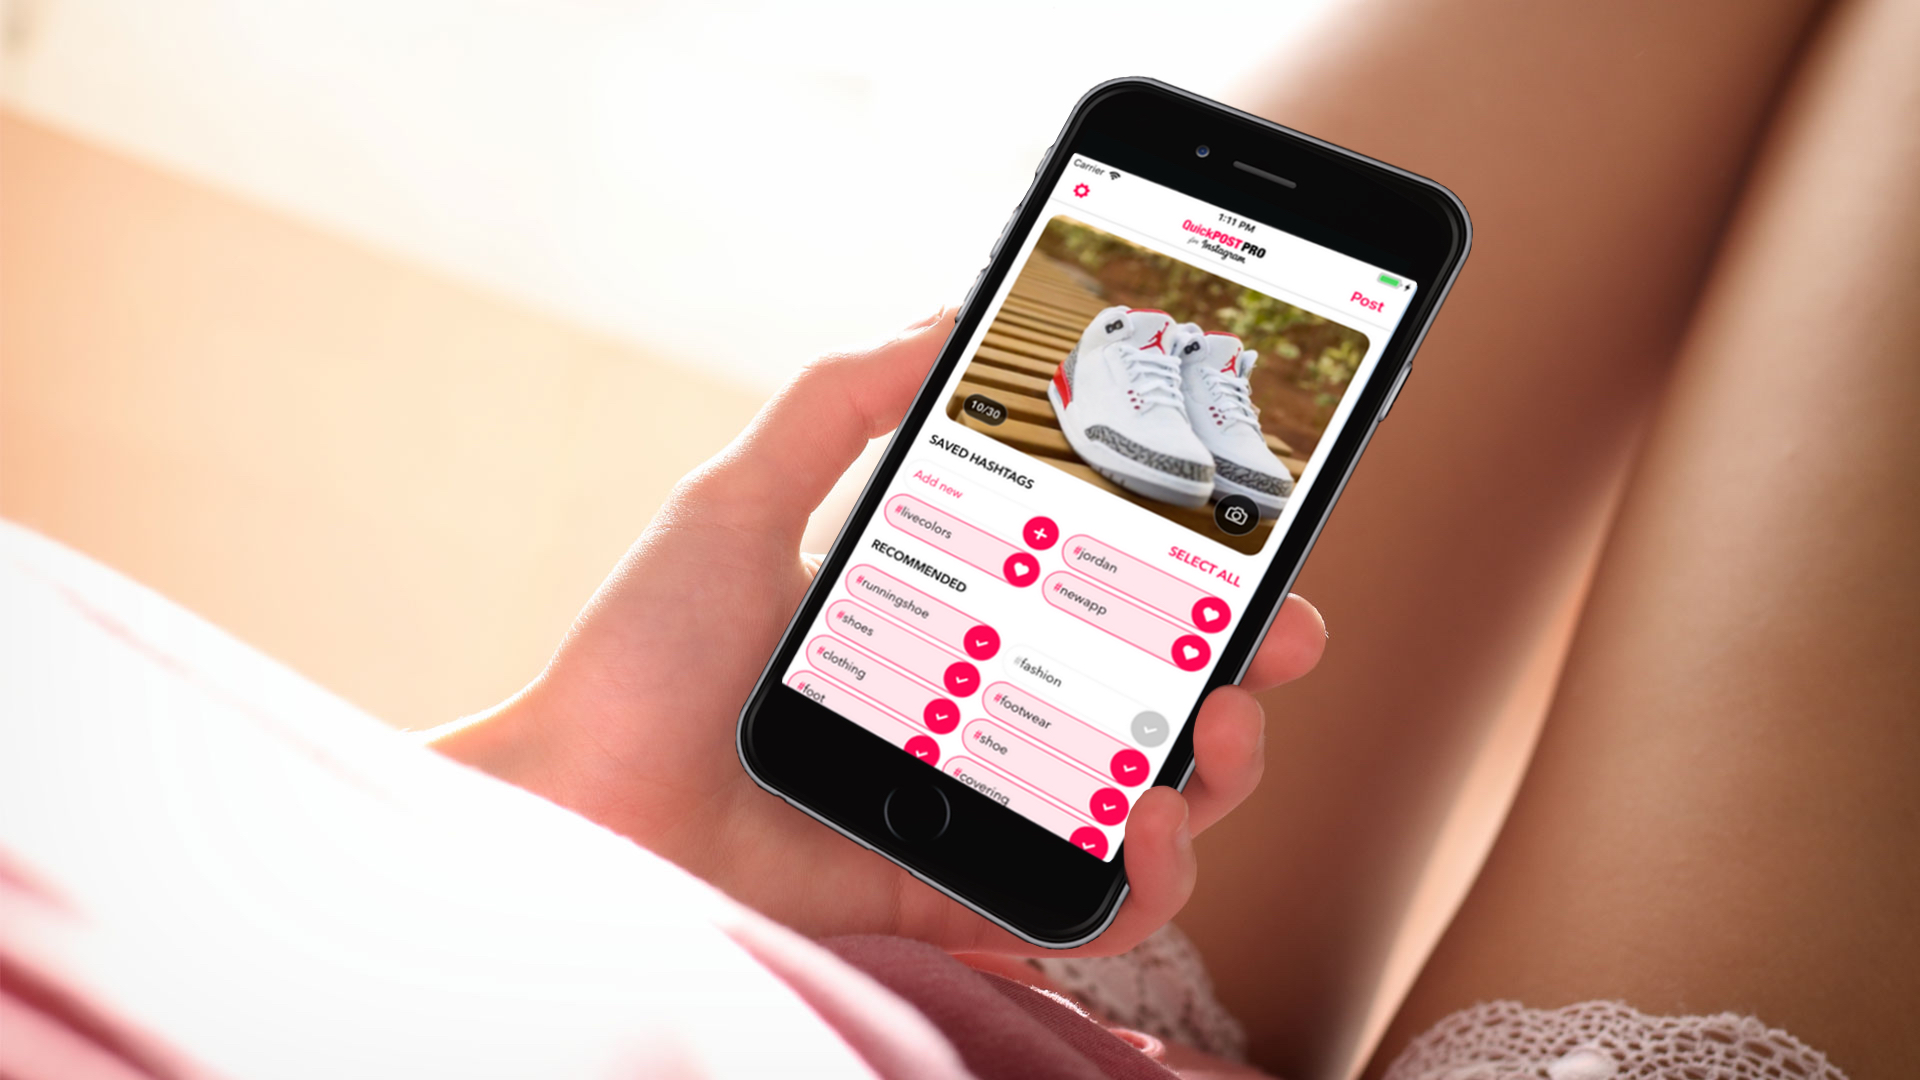 Carrier
1:11 PM
QuickPOST PRO
for Instagram
Post
10/30
SAVED HASHTAGS
SELECT ALL
Add new
#jordan
#livecolors
#newapp
RECOMMENDED
#runningshoe
#fashion
#shoes
#footwear
#clothing
#shoe
#foot
#covering